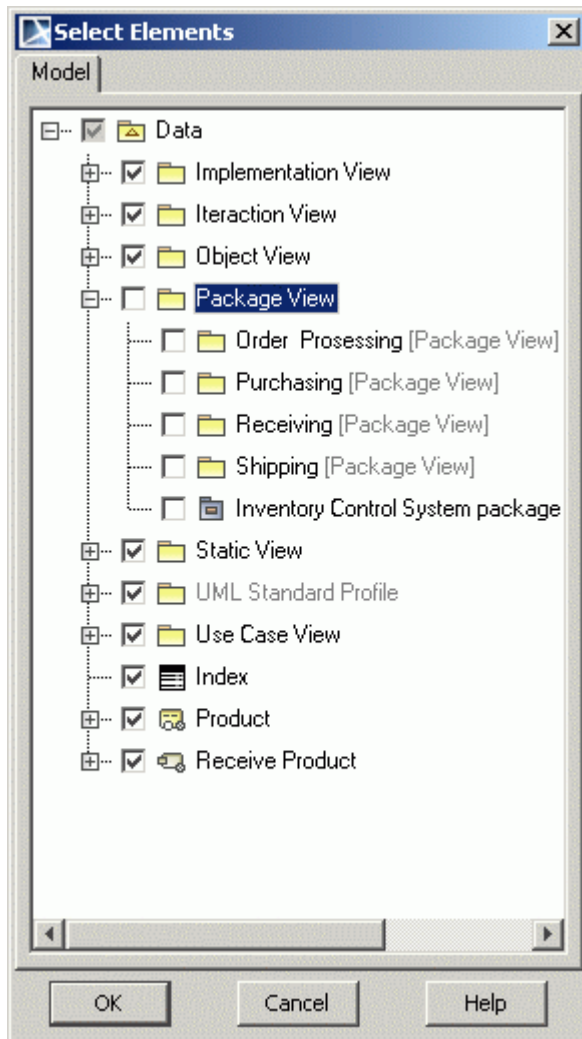 Select Elements
Model
Data
Implementation View
Iteraction View
Object View
Package View
Order  Prosessing [Package View]
Purchasing [Package View]
Receiving [Package View]
Shipping [Package View]
Inventory Control System package
Static View
UML Standard Profile
Use Case View
Index
Product
Receive Product
OK
Cancel
Help